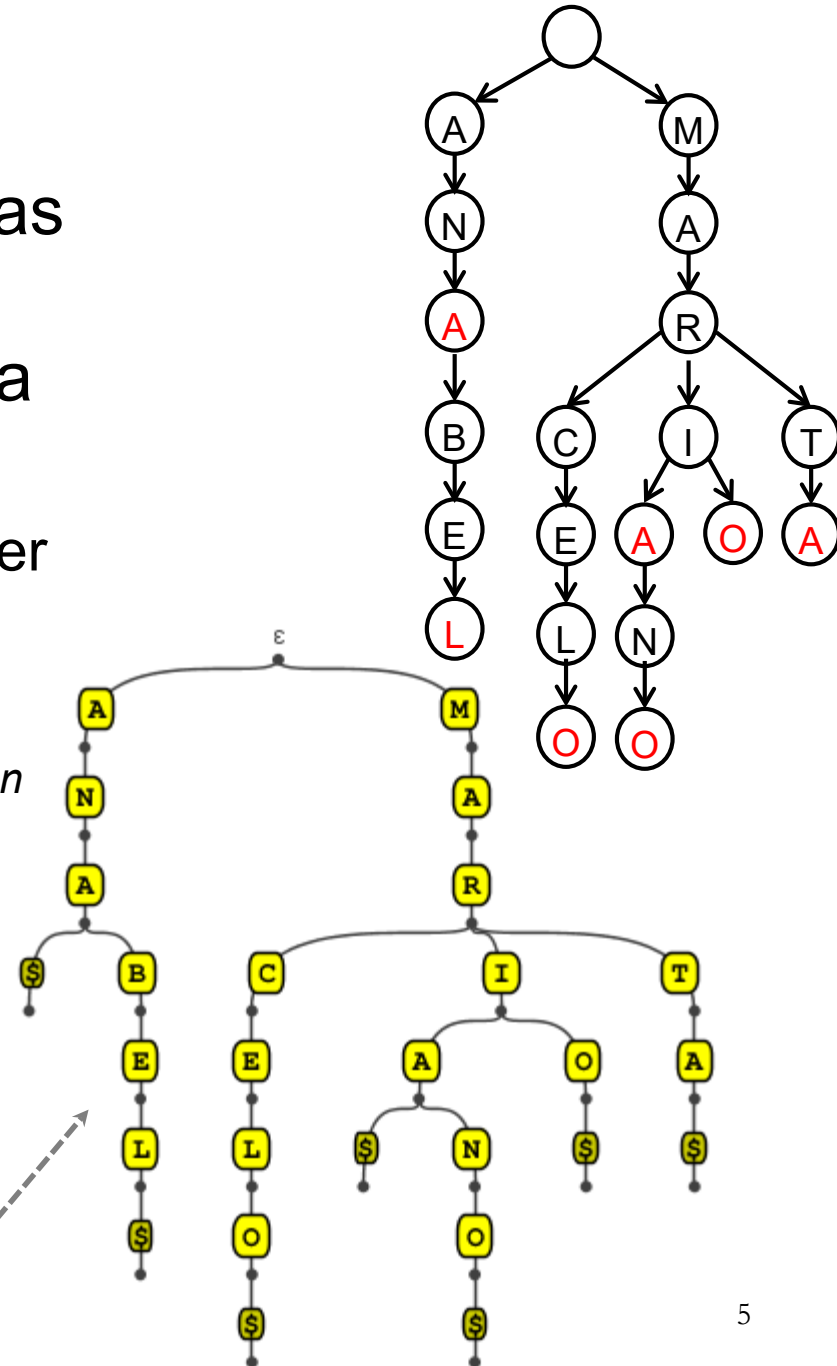 A M
as
N A
A R
a
B C I T
E E A O A
er
L L N
ε
A M
O O
n
N A
A R
$ B C I T
E E A O A
L L $ N $ $
$ O O
$ $
5